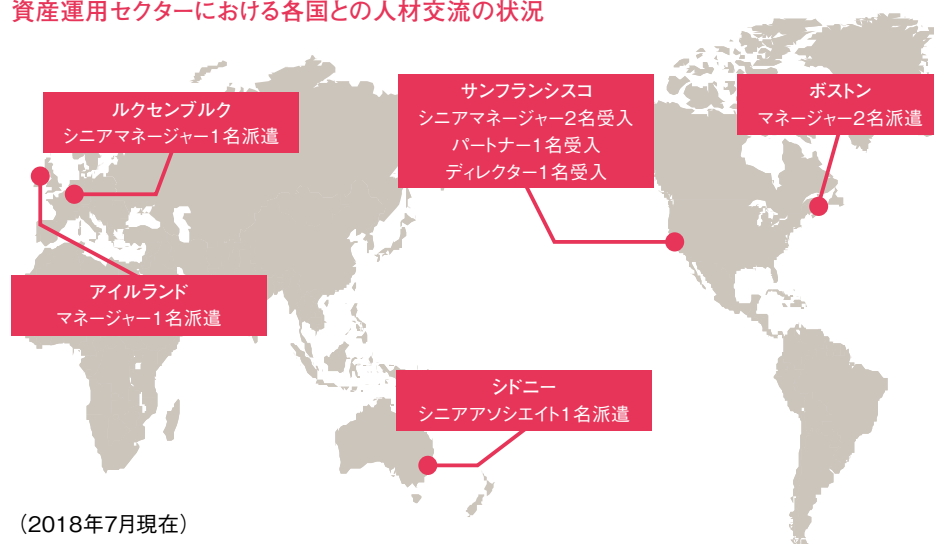 資産運用セクターにおける各国との人材交流の状況
ルクセンブルク
シニアマネージャー1名派遣
サンフランシスコ
シニアマネージャー2名受入
パートナー1名受入
ディレクター1名受入
ボストン
マネージャー2名派遣
アイルランド
マネージャー1名派遣
シドニー
シニアアソシエイト1名派遣
（2018年7月現在）